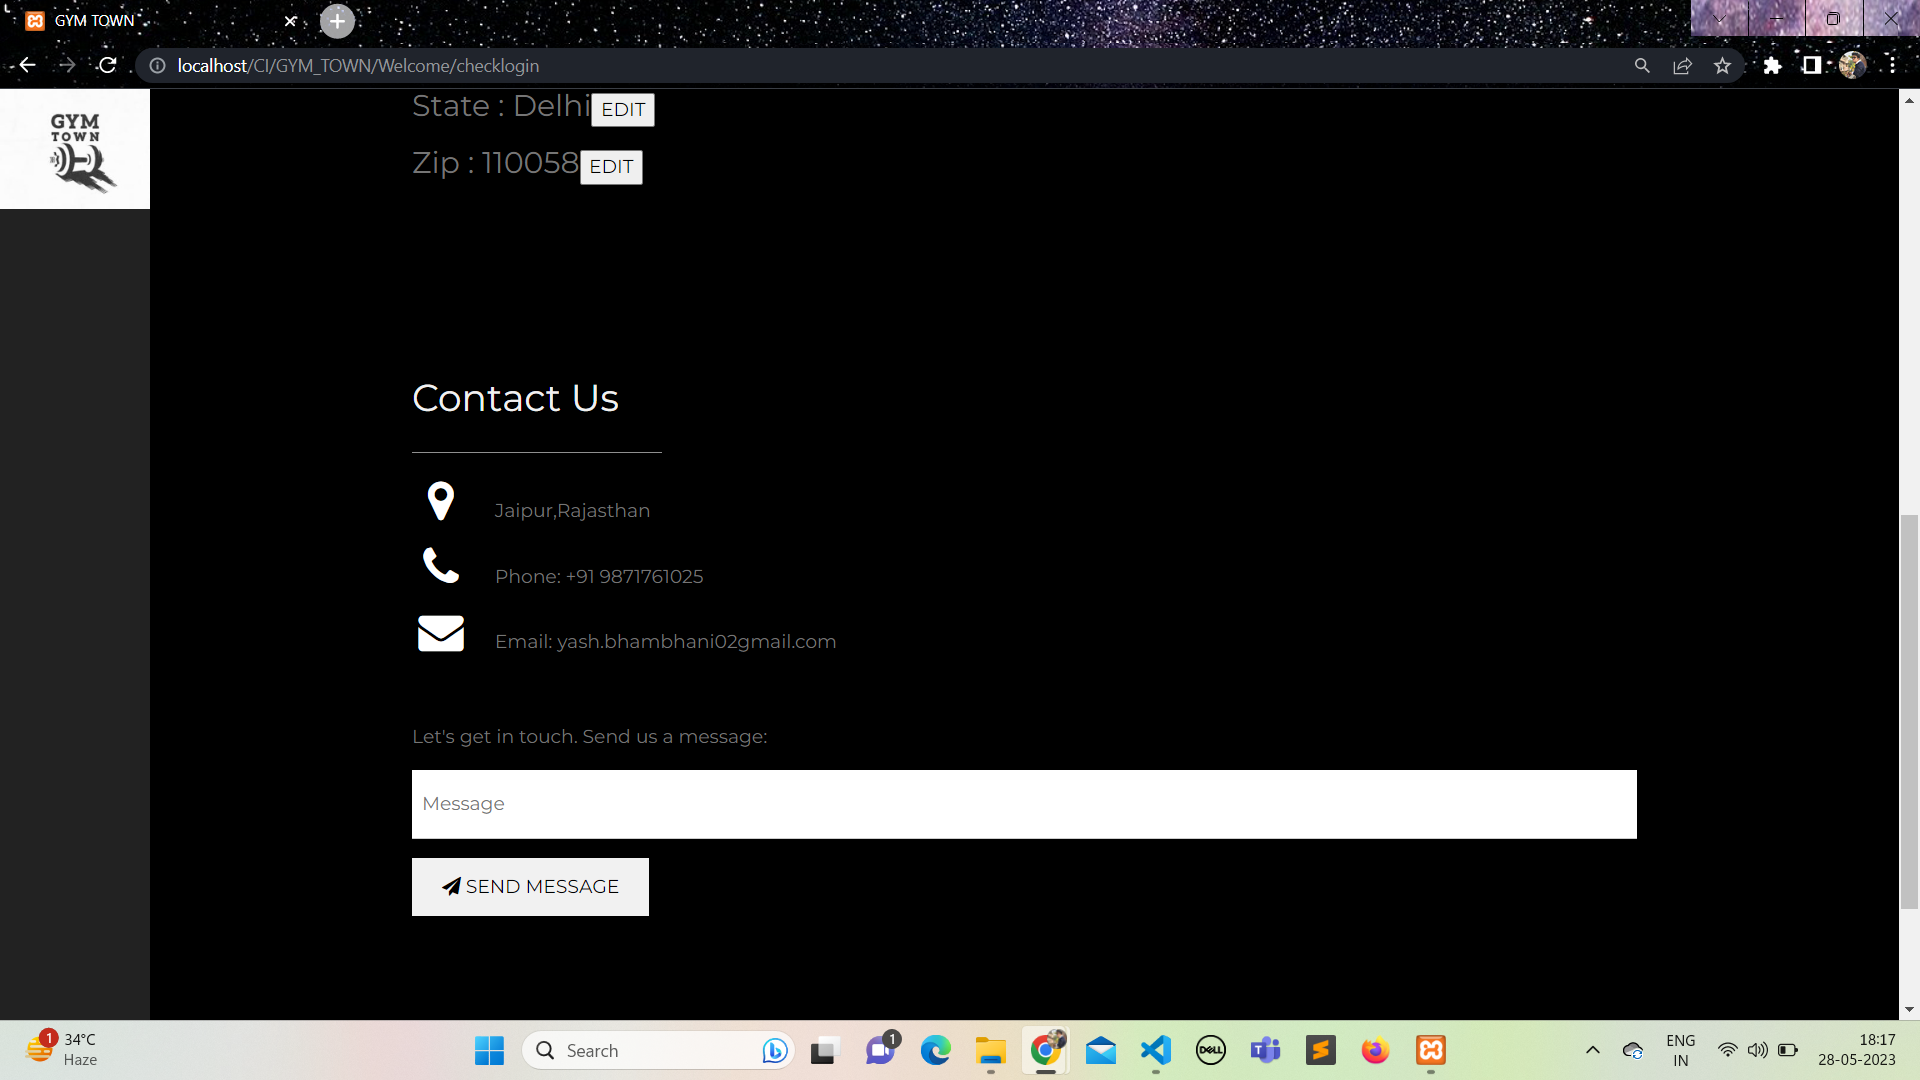 GYM TOWN
localhost/CI/GYM_TOWN/Welcome/checklogin
GYM
TOWN
State : Delhi EDIT
Zip : 110058 EDIT
Contact Us
Jaipur,Rajasthan
Phone: +91 9871761025
Email: yash.bhambhani02gmail.com
Let's get in touch. Send us a message:
Message
SEND MESSAGE
1
34°C
Haze
Search
1
DELL
ENG
IN
18:17
28-05-2023